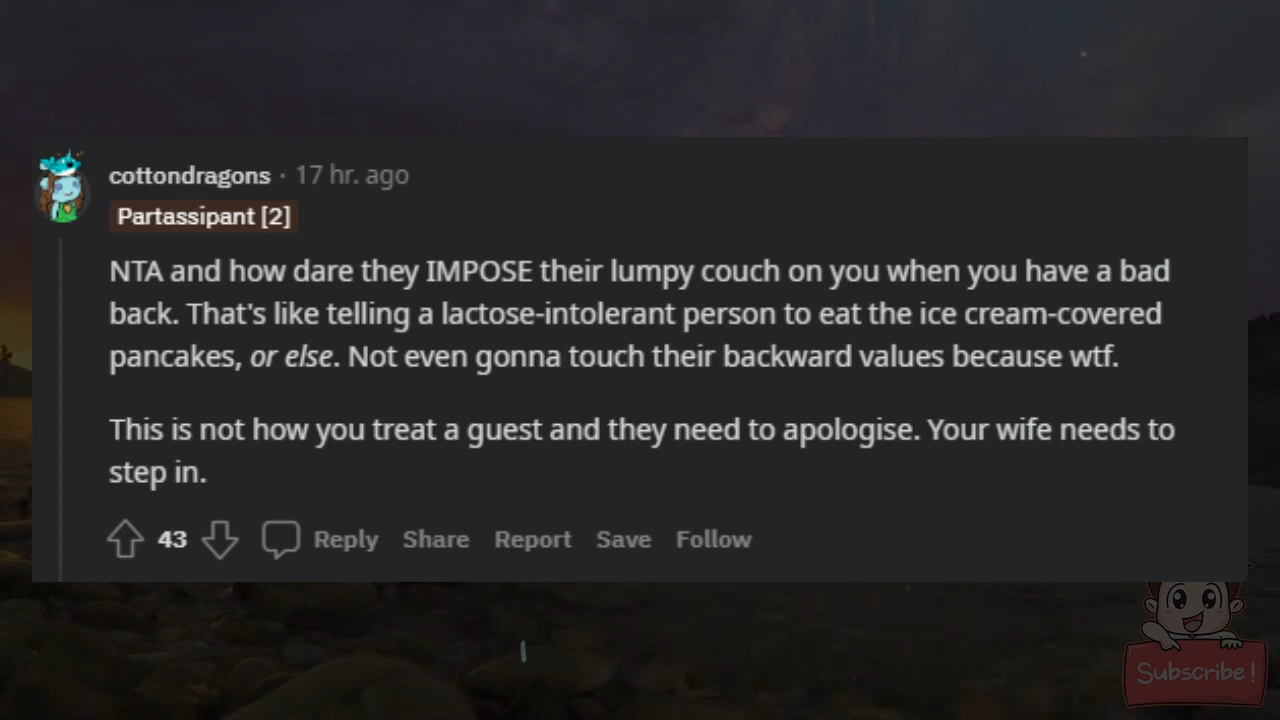 cottondragons · 17 hr. ago
Partassipant [2]
NTA and how dare they IMPOSE their lumpy couch on you when you have a bad
back. That's like telling a lactose-intolerant person to eat the ice cream-covered
pancakes, or else. Not even gonna touch their backward values because wtf.
This is not how you treat a guest and they need to apologise. Your wife needs to
step in.
43 Reply Share Report Save Follow
Subscribe!